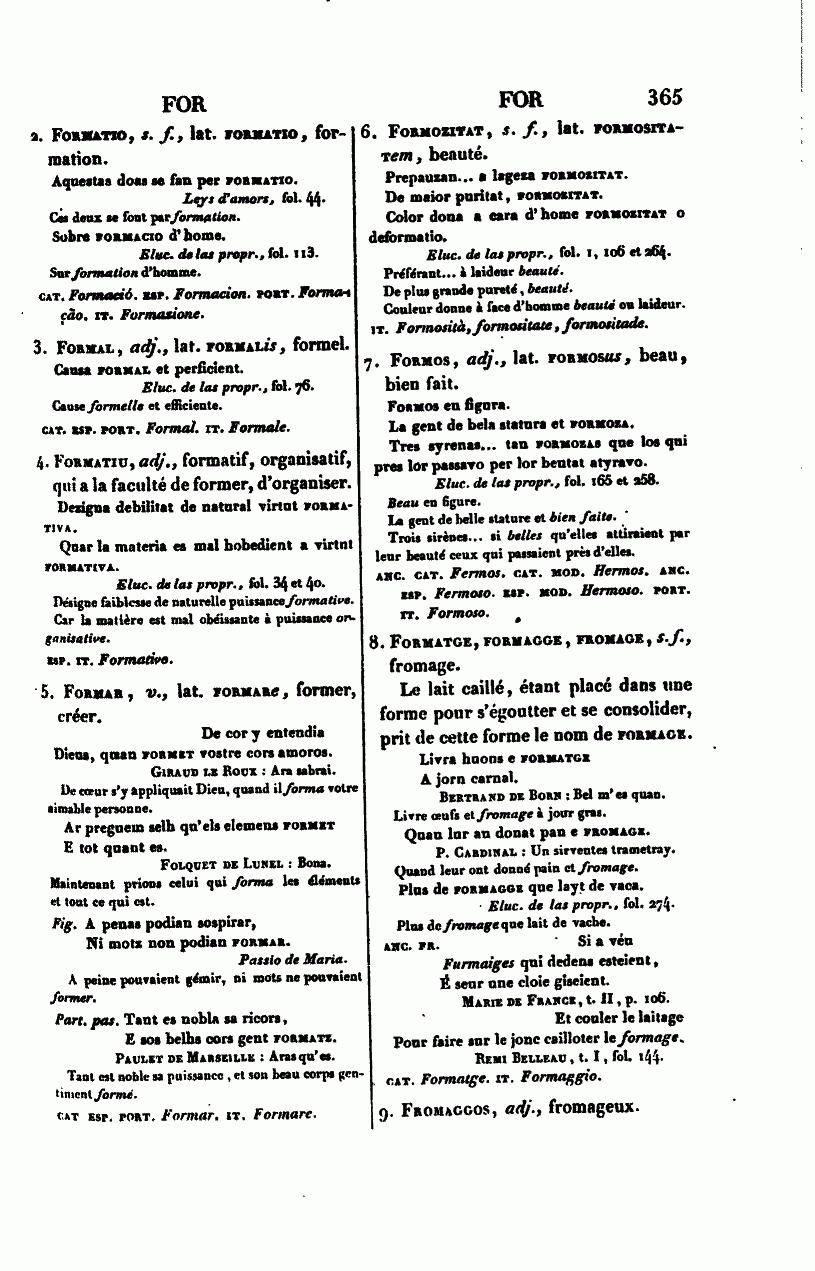 FOR
FOR 365
2. FORMATIO, s. f., lat. FORMATIO, for-
mation.
Aquestas doas se fan per FORMATIO.
Leys d'amors, fol. 44.
Ces deux se font par formation.
Sobre FORMACIO d'home.
Eluc. de las propr., fol. 113.
Sur formation d'homme.
CAT. Formació. ESP. Formacion. PORT. Forma-
ção. IT. Formazione.
3. FORMAL, adj., lat. FORMALis, formel.
Causa FORMAL et perficient.
Eluc. de las propr., fol. 76.
Cause formelle et efficiente.
CAT. ESP. PORT. Formal. IT. Formale.
4. FORMATIU, adj., formatif, organisatif,
qui a la faculté de former, d'organiser.
Dezigna debilitat de natural virtut FORMA-
TIVA.
Quar la materia es mal hobedient a virtut
FORMATIVA.
Eluc. de las propr., fol. 34 et 40.
Désigne faiblesse de naturelle puissance formative.
Car la matière est mal obéissante à puissance or-
ganisative.
ESP. IT. Formativo.
5. FORMAR, v., lat. FORMARe, former,
créer.
De cor y entendia
Dieus, quan FORMET vostre cors amoros.
GIRAUD LE ROUX : Ara sabrai.
De cœur s'y appliquait Dieu, quand il forma votre
aimable personne.
Ar preguem selh qu'els elemens FORMET
E tot quant es.
FOLQUET DE LUNEL : Bona.
Maintenant prions celui qui forma les éléments
et tout ce qui est.
Fig. A penas podian sospirar,
Ni motz non podian FORMAR.
Passio de Maria.
A peine pouvaient gémir, ni mots ne pouvaient
former.
Part. pas. Tant es nobla sa ricors,
E sos belhs cors gent FORMATZ.
PAULET DE MARSEILLE : Aras qu'es.
Tant est noble sa puissance, et son beau corps gen-
timent formé.
CAT ESP. PORT. Formar. IT. Formare.
6. FORMOZITAT, s. f., lat. FORMOSITA-
TEM, beauté.
Prepauzan... a lageza FORMOZITAT.
De maior puritat, FORMOZITAT.
Color dona a cara d'home FORMOZITAT o
deformatio.
Eluc. de las propr., fol. 1, 106 et 264.
Préférant... à laideur beauté.
De plus grande pureté, beauté.
Couleur donne à face d'homme beauté ou laideur.
IT. Formosità, formositate, formositade.
7. FORMOS, adj., lat. FORMOSus, beau,
bien fait.
FORMOS en figura.
La gent de bela statura et FORMOZA.
Tres syrenas... tan FORMOZAS que los qui
pres lor passavo per lor beutat atyravo.
Eluc. de las propr., fol. 165 et 258.
Beau en figure.
La gent de belle stature et bien faite.
Trois sirènes... si belles qu'elles attiraient par
leur beauté ceux qui passaient près d'elles.
ANC. CAT. Fermos. CAT. MOD. Hermos. ANC.
ESP. Fermoso. ESP. MOD. Hermoso. PORT.
IT. Formoso.
8. FORMATGE, FORMAGGE, FROMAGE, s. f.,
fromage.
Le lait caillé, étant placé dans une
forme pour s'égoutter et se consolider,
prit de cette forme le nom de FORMAGE.
Livra huous e FORMATGE
A jorn carnal.
BERTRAND DE BORN : Bel m'es quan.
Livre œufs et fromage à jour gras.
Quan lur an donat pan e FROMAGE.
P. CARDINAL : Un sirventes trametray.
Quand leur ont donné pain et fromage.
Plus de FORMAGGE que layt de vaca.
Eluc. de las propr., fol. 274.
Plus de fromage que lait de vache.
ANC. FR. Si a véu
Furmaiges qui dedens esteient,
É seur une cloie giseient.
MARIE DE FRANCE, t. II, p. 106.
Et couler le laitage
Pour faire sur le jonc cailloter le formage.
REMI BELLEAU, t. I, fol. 144.
CAT. Formatge. IT. Formaggio.
9. FROMAGGOS, adj., fromageux.